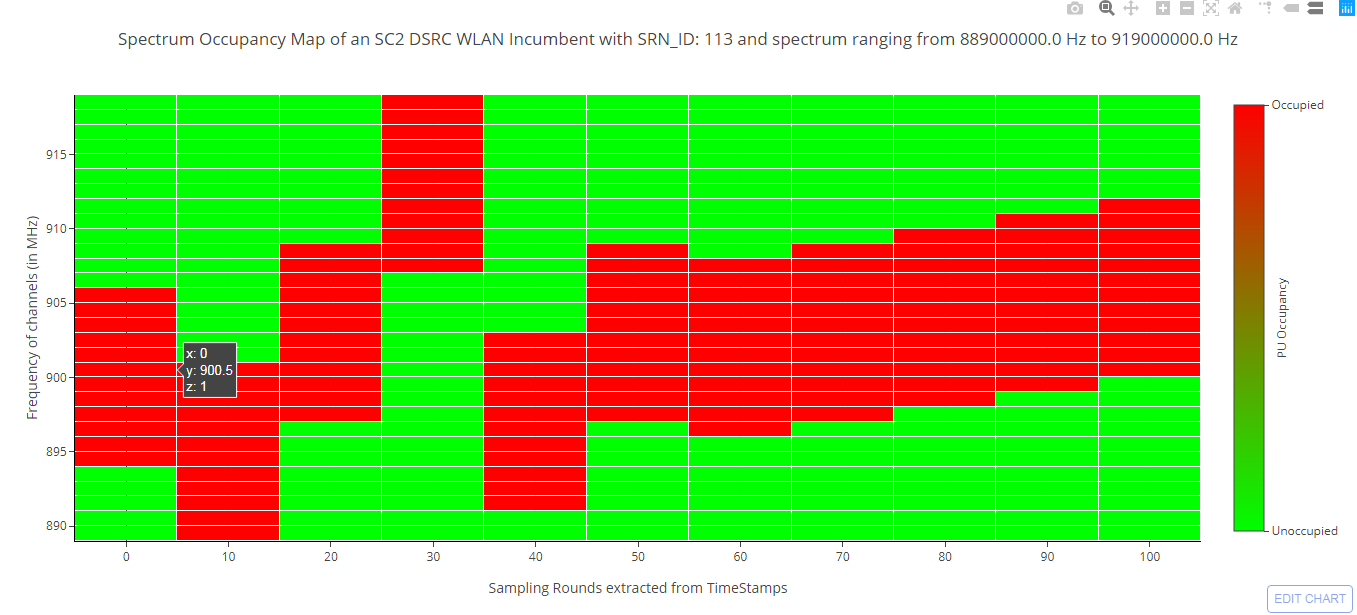 Spectrum Occupancy Map of an SC2 DSRC WLAN Incumbent with SRN_ID: 113 and spectrum ranging from 889000000.0 Hz to 919000000.0 Hz
Frequency of channels (in MHz)
915
910
905
900
895
890
x: 0
y: 900.5
z: 1
0 10 20 30 40 50 60 70 80 90 100
Sampling Rounds extracted from TimeStamps
Occupied
PU Occupancy
Unoccupied
EDIT CHART